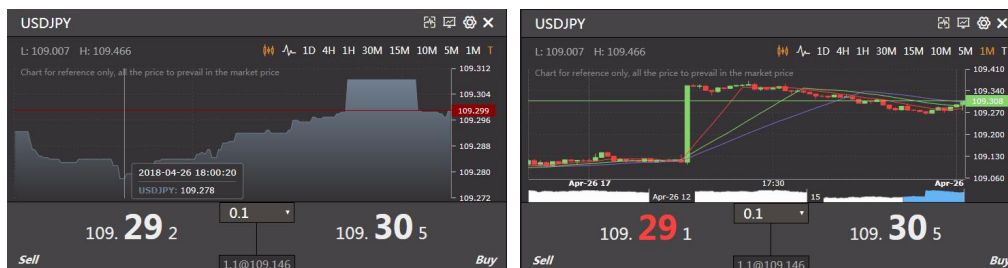 USDJPY
L: 109.007 H: 109.466
1D 4H 1H 30M 15M 10M 5M 1M T
Chart for reference only, all the price to prevail in the market price
109.312
109.304
109.299
109.296
109.288
109.280
109.272
2018-04-26 18:00:20
USDJPY: 109.278
0.1
109. 29 2
109. 30 5
Sell
1.1@109.146
Buy
USDJPY
L: 109.007 H: 109.466
1D 4H 1H 30M 15M 10M 5M 1M T
Chart for reference only, all the price to prevail in the market price
109.410
109.340
109.308
109.270
109.200
109.130
109.060
Apr-26 17
17:30
Apr-26
Apr-26 12
15
0.1
109. 29 1
109. 30 5
Sell
1.1@109.146
Buy